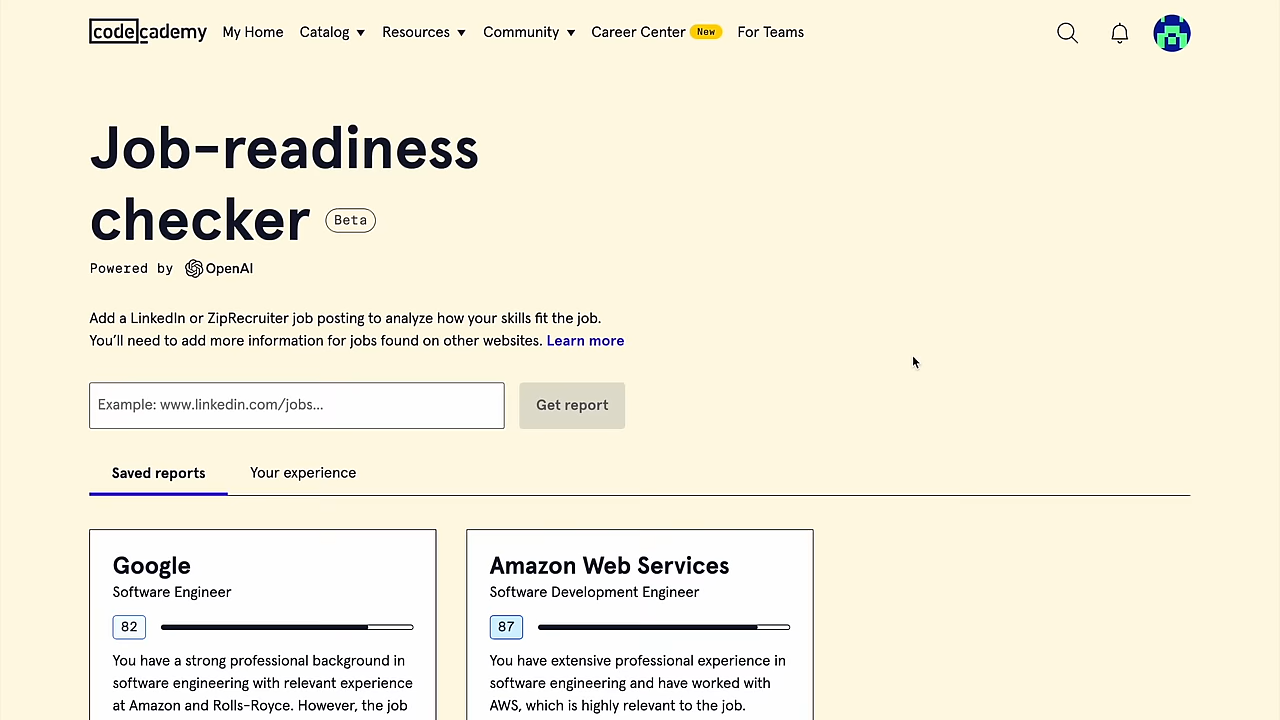 codecademy My Home Catalog Resources Community Career Center New For Teams
Job-readiness
checker Beta
Powered by OpenAI
Add a LinkedIn or ZipRecruiter job posting to analyze how your skills fit the job.
You’ll need to add more information for jobs found on other websites. Learn more
Example: www.linkedin.com/jobs...
Get report
Saved reports
Your experience
Google
Software Engineer
82
You have a strong professional background in
software engineering with relevant experience
at Amazon and Rolls-Royce. However, the job
Amazon Web Services
Software Development Engineer
87
You have extensive professional experience in
software engineering and have worked with
AWS, which is highly relevant to the job.